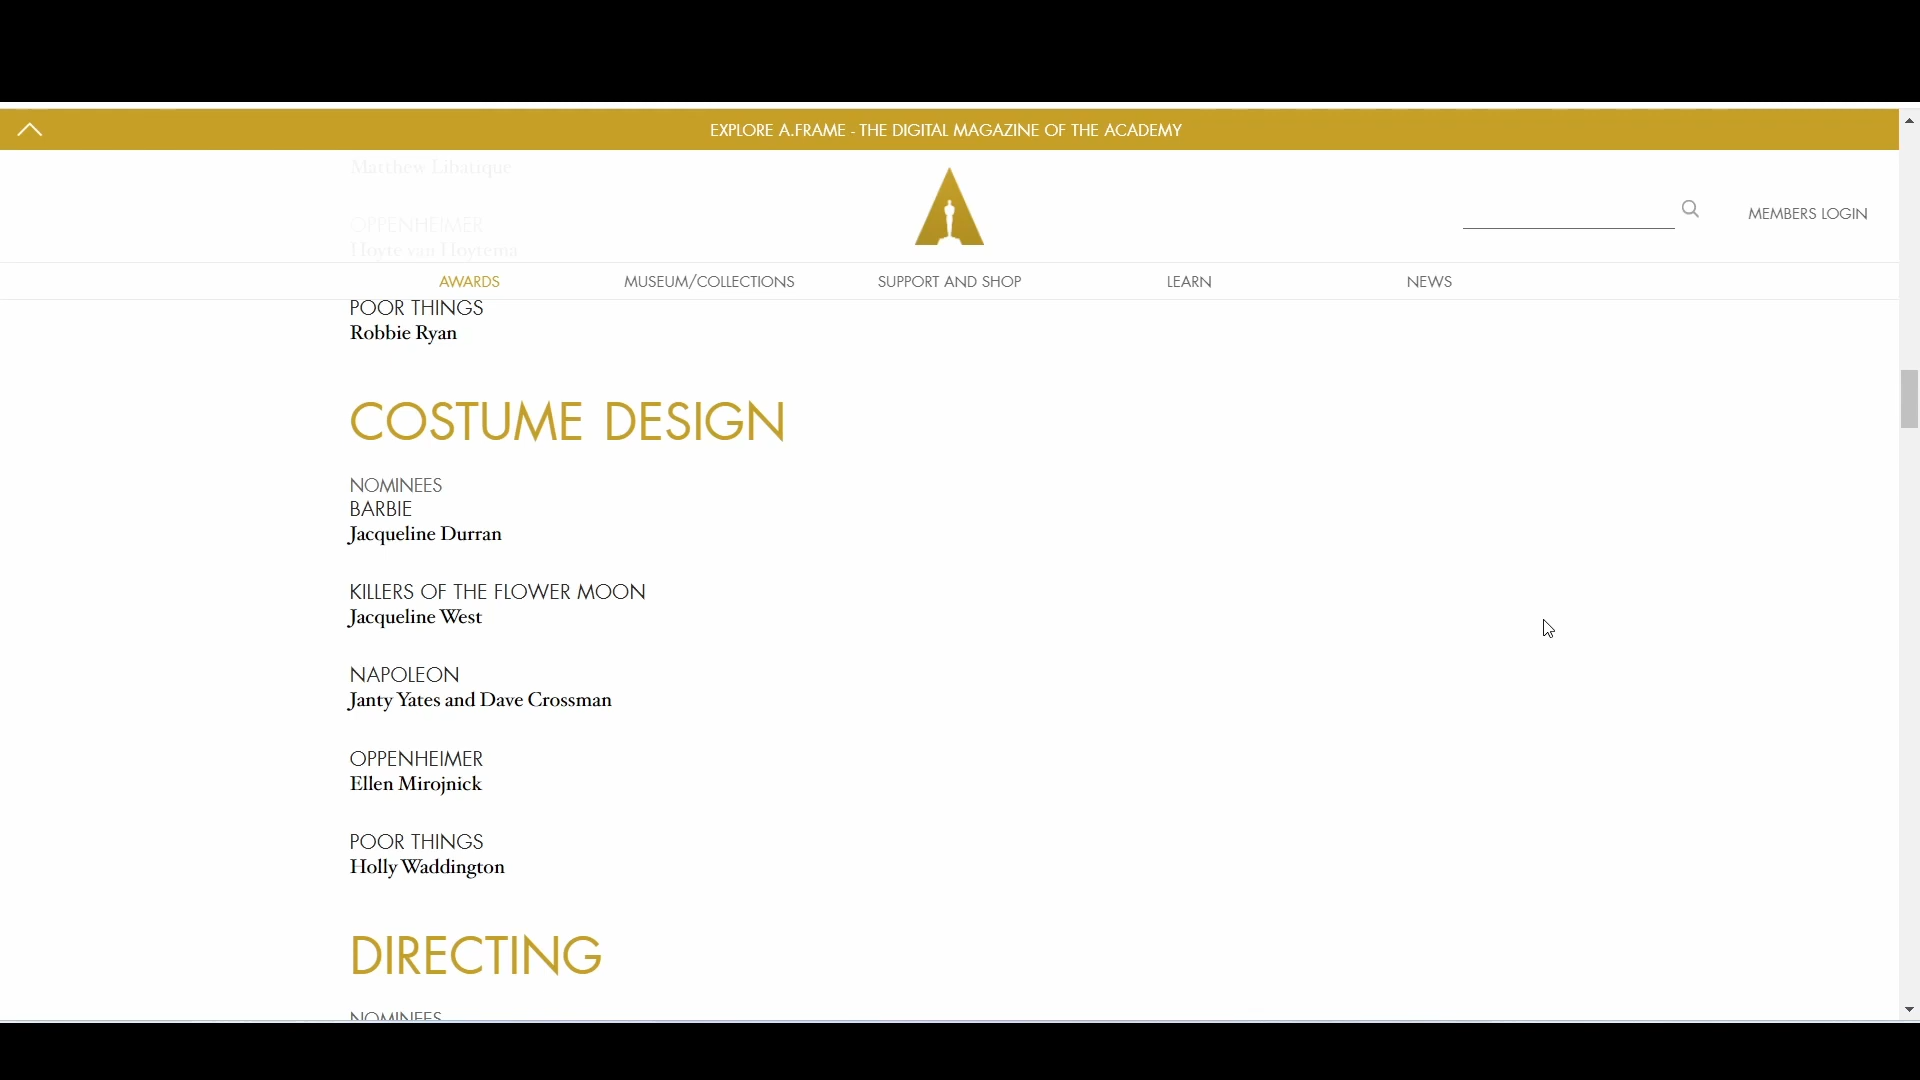 EXPLORE A.FRAME - THE DIGITAL MAGAZINE OF THE ACADEMY
Matthew Libatique
OPPENHEIMER
Hoyte van Hoytema
MEMBERS LOGIN
AWARDS MUSEUM/COLLECTIONS SUPPORT AND SHOP LEARN NEWS
POOR THINGS
Robbie Ryan
COSTUME DESIGN
NOMINEES
BARBIE
Jacqueline Durran
KILLERS OF THE FLOWER MOON
Jacqueline West
NAPOLEON
Janty Yates and Dave Crossman
OPPENHEIMER
Ellen Mirojnick
POOR THINGS
Holly Waddington
DIRECTING
NOMINEES